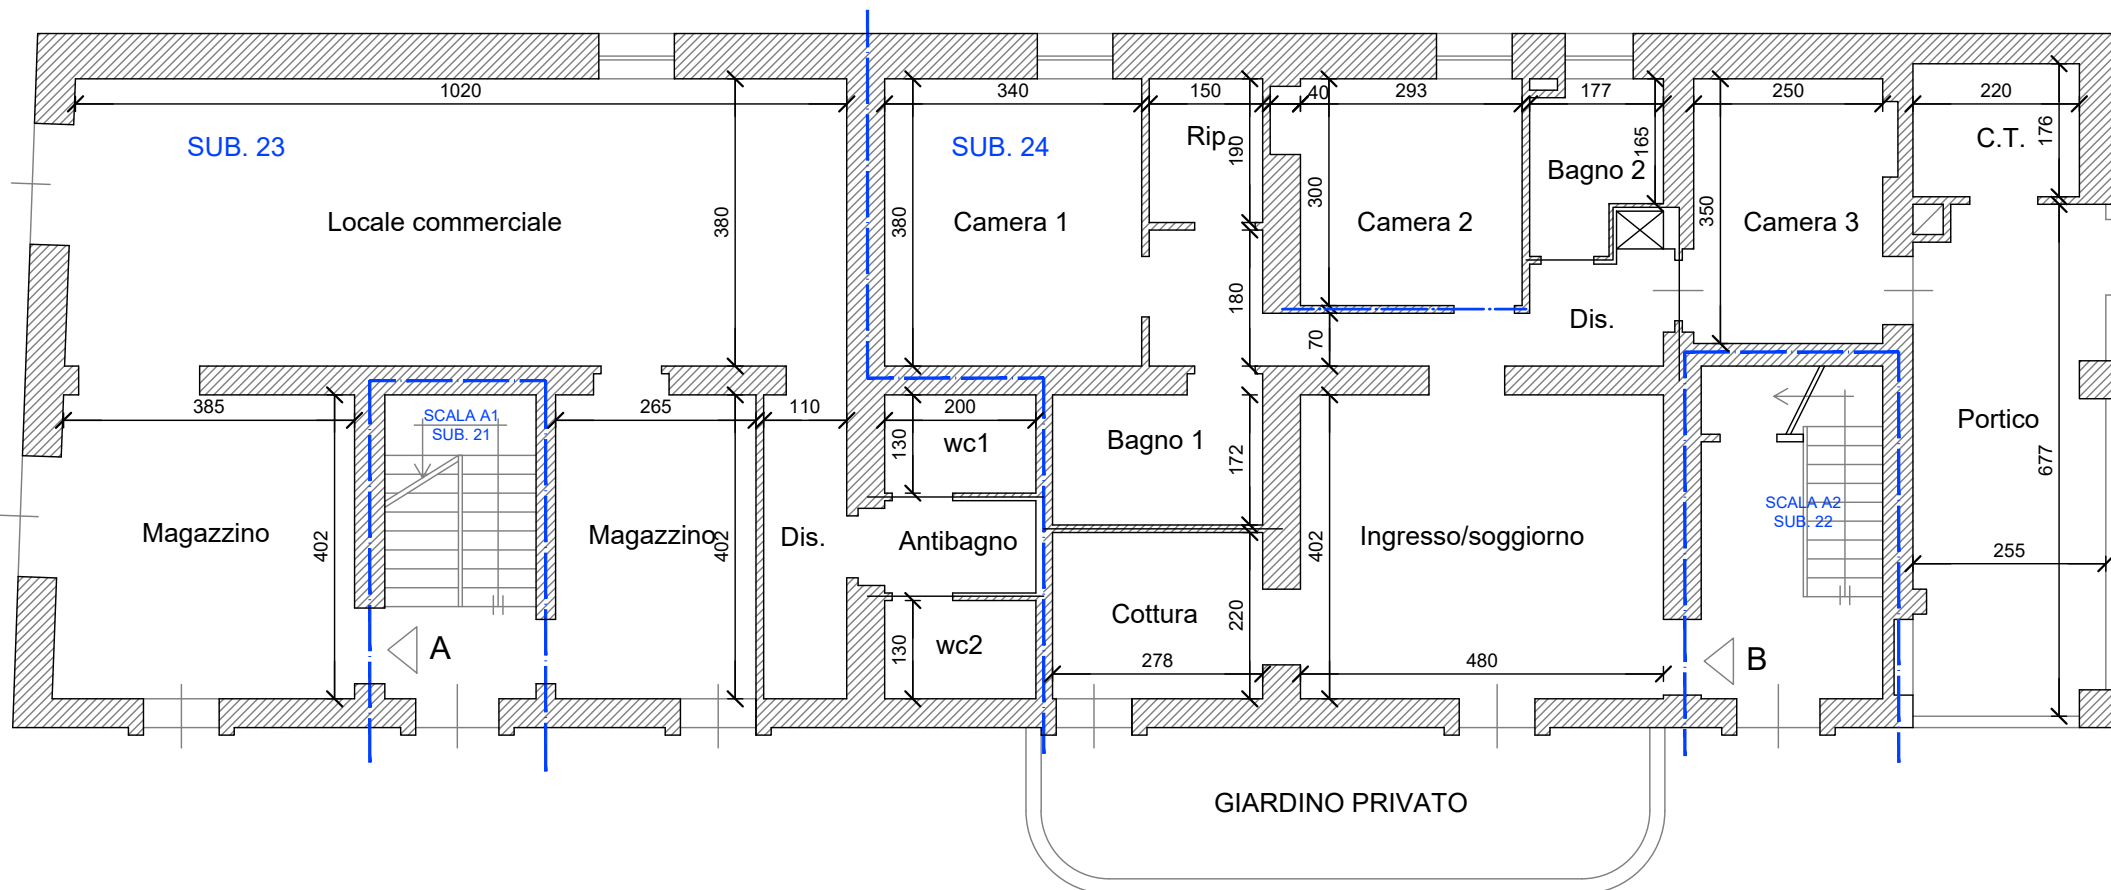 1020
340
150
40
293
177
250
220
SUB. 23
SUB. 24
Rip.
190
165
176
C.T.
Bagno 2
Locale commerciale
380
380
Camera 1
300
Camera 2
350
Camera 3
180
70
Dis.
385
SCALA A1
SUB. 21
265
110
200
130
wc1
Bagno 1
172
Portico
677
SCALA A2
SUB. 22
Magazzino
402
Magazzino
402
Dis.
Antibagno
402
Ingresso/soggiorno
255
Cottura
220
A
130
wc2
278
480
B
GIARDINO PRIVATO